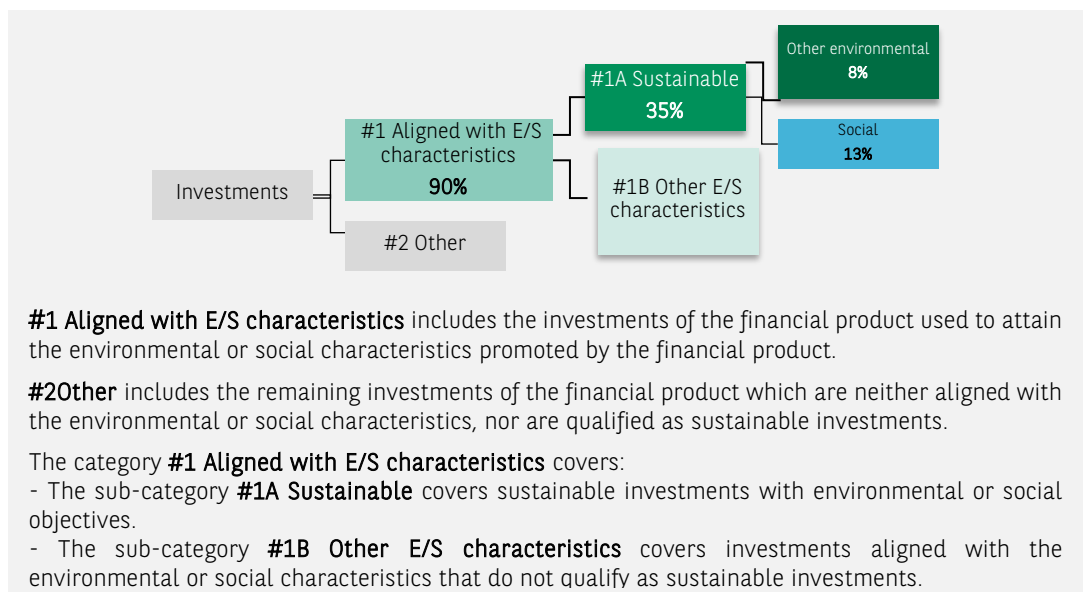 Other environmental
8%
#1A Sustainable
35%
Social
13%
#1 Aligned with E/S
characteristics
90%
#1B Other E/S
characteristics
Investments
#2 Other
#1 Aligned with E/S characteristics includes the investments of the financial product used to attain
the environmental or social characteristics promoted by the financial product.
#2Other includes the remaining investments of the financial product which are neither aligned with
the environmental or social characteristics, nor are qualified as sustainable investments.
The category #1 Aligned with E/S characteristics covers:
- The sub-category #1A Sustainable covers sustainable investments with environmental or social
objectives.
- The sub-category #1B Other E/S characteristics covers investments aligned with the
environmental or social characteristics that do not qualify as sustainable investments.